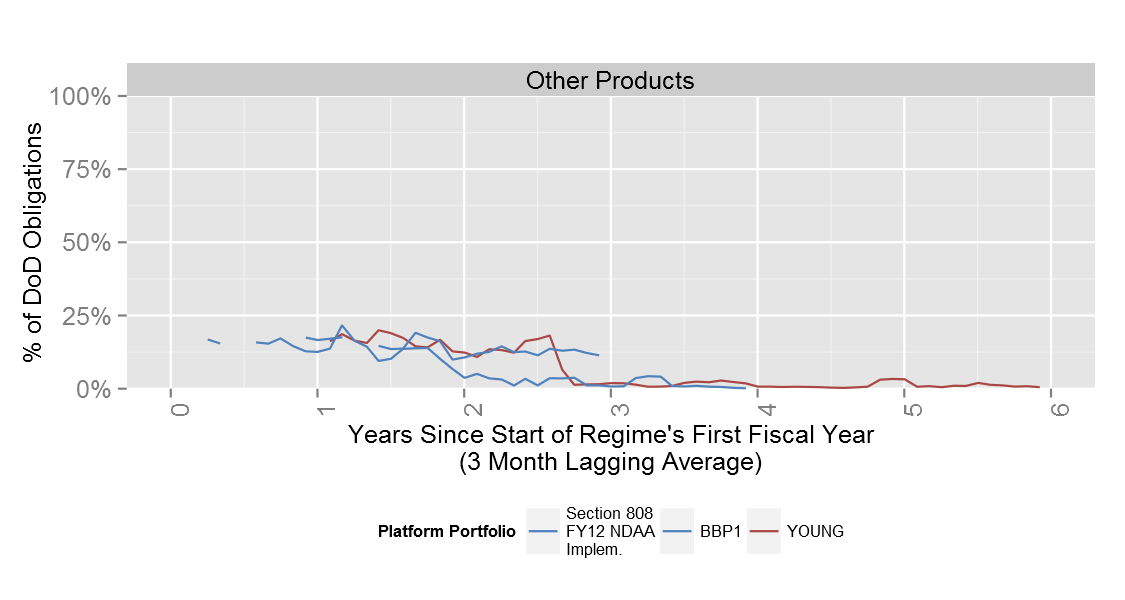 Other Products
100%
75%
50%
25%
0%
% of DoD Obligations
0 1 2 3 4 5 6
Years Since Start of Regime's First Fiscal Year
(3 Month Lagging Average)
Platform Portfolio
Section 808
FY12 NDAA
Implem.
BBP1
YOUNG